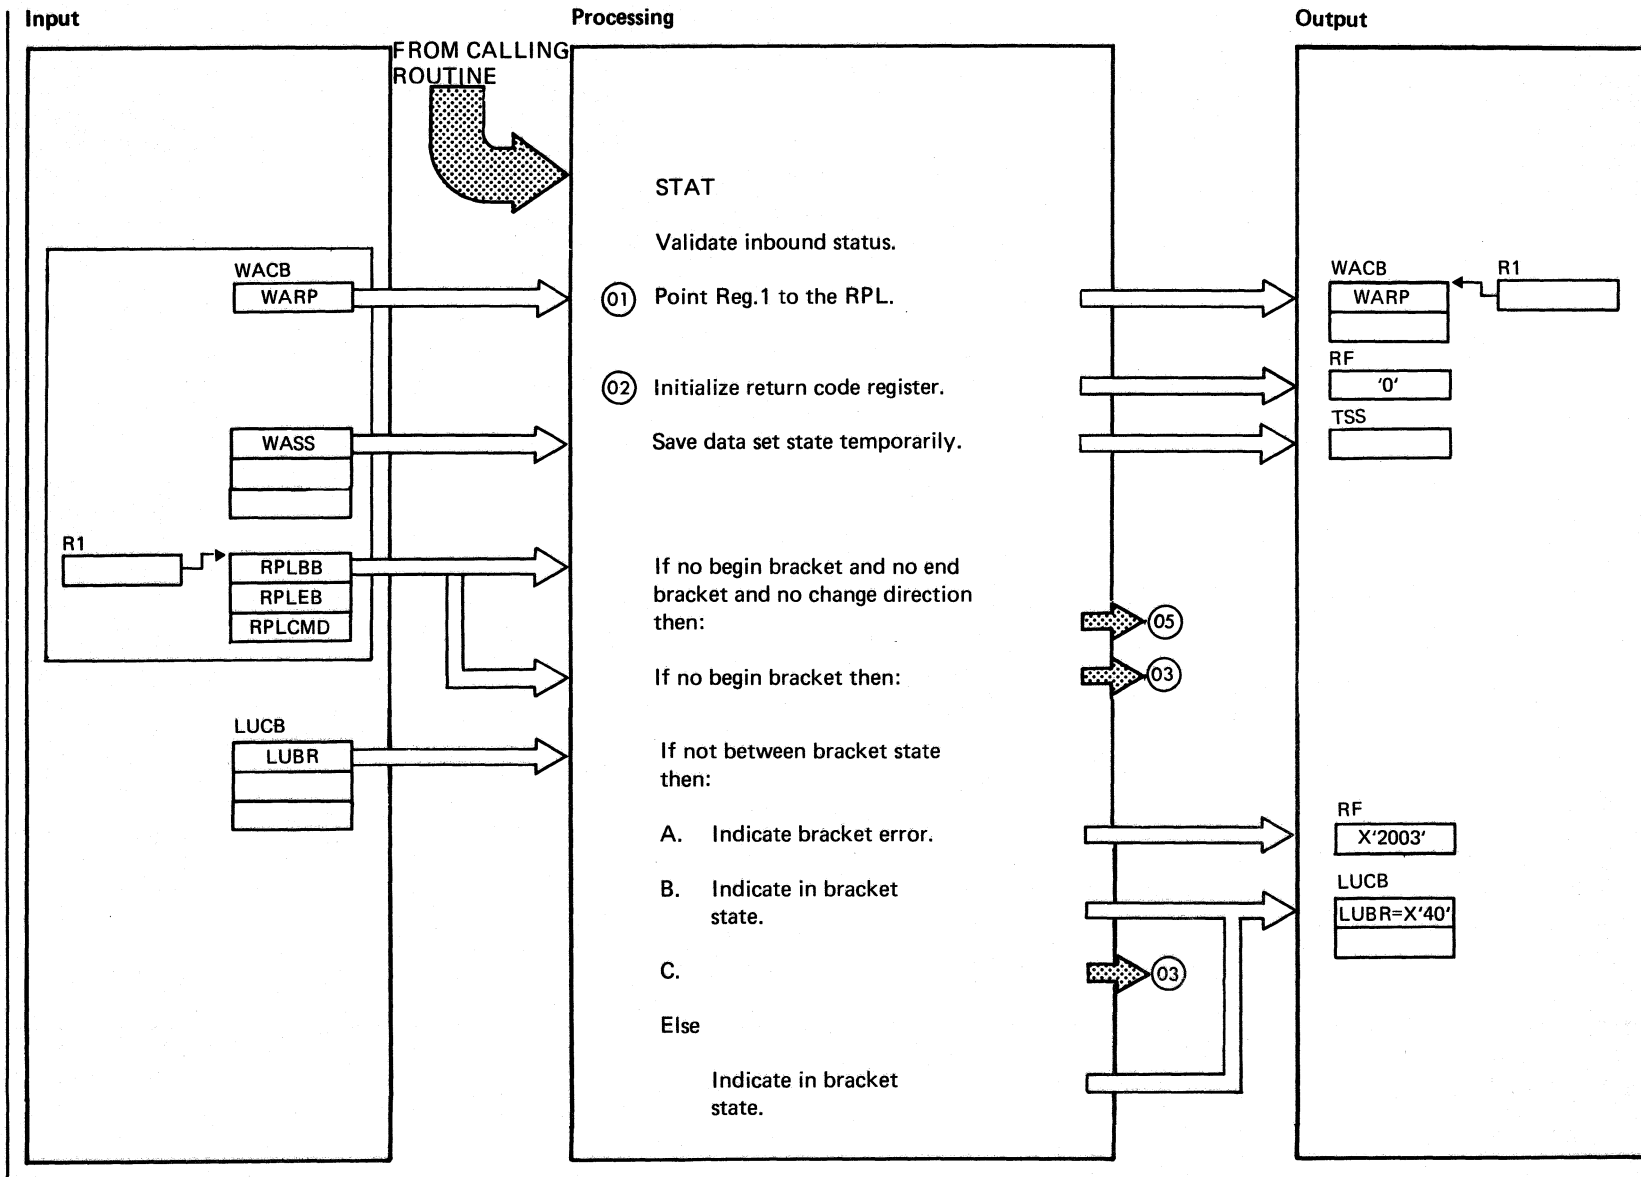 Input
Processing
Output
FROM CALLING
ROUTINE
STAT
Validate inbound status.
WACB
WARP
01 Point Reg.1 to the RPL.
WACB
WARP
R1
02 Initialize return code register.
RF
'0'
WASS
Save data set state temporarily.
TSS
R1
RPLBB
RPLEB
RPLCMD
If no begin bracket and no end
bracket and no change direction
then:
05
If no begin bracket then:
03
LUCB
LUBR
If not between bracket state
then:
A. Indicate bracket error.
RF
X'2003'
B. Indicate in bracket
state.
LUCB
LUBR=X'40'
C.
03
Else
Indicate in bracket
state.